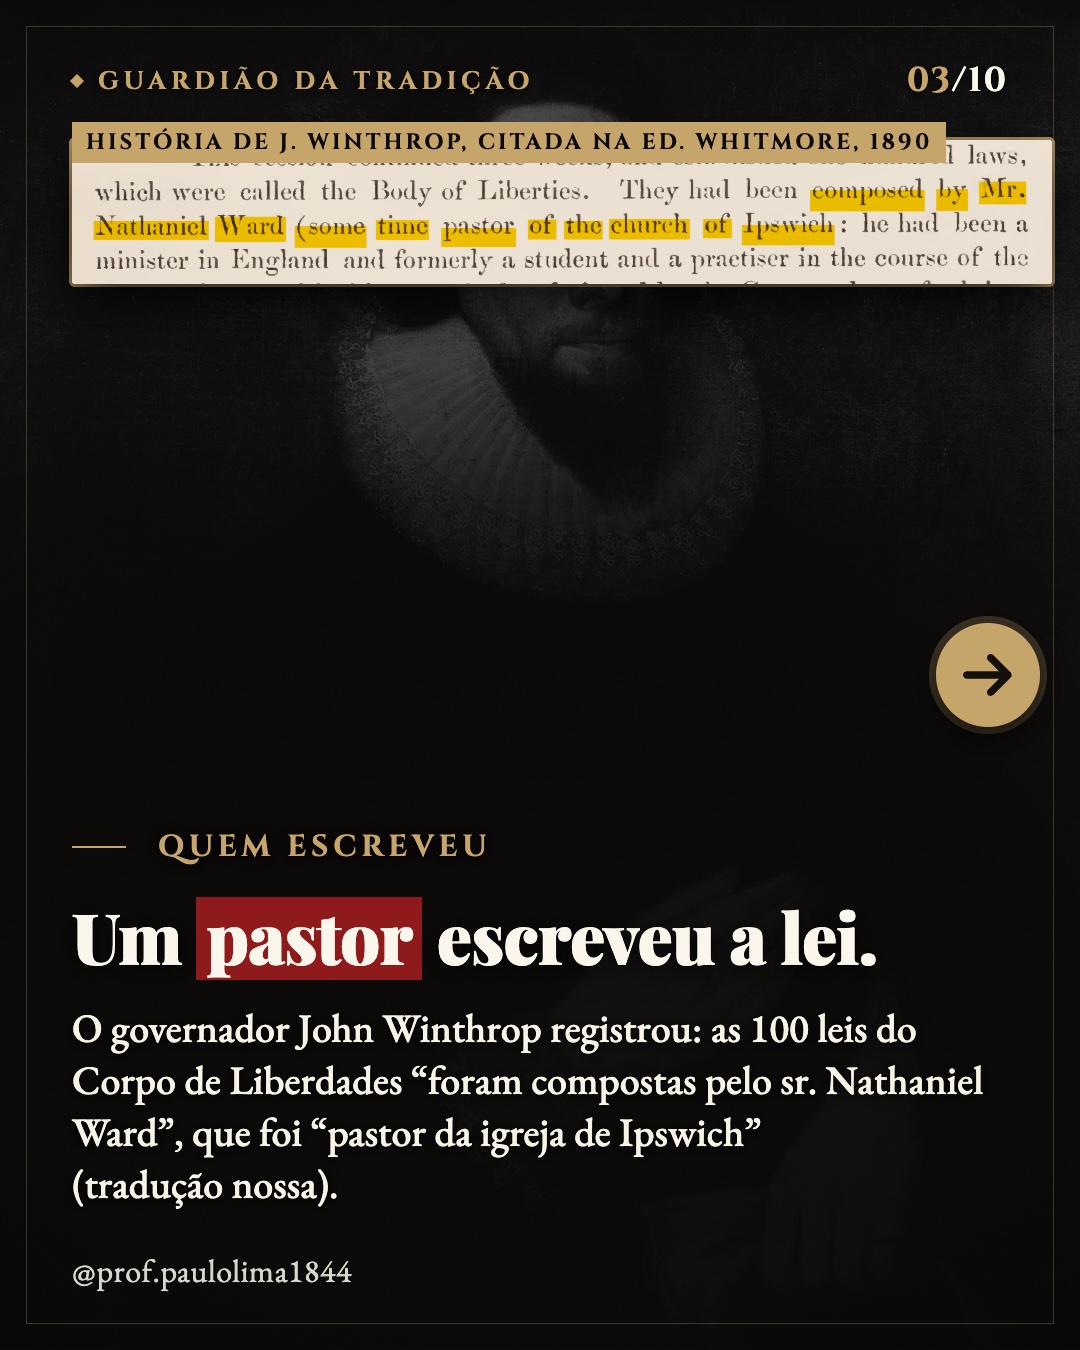 ◆ GUARDIÃO DA TRADIÇÃO
03/10
HISTÓRIA DE J. WINTHROP, CITADA NA ED. WHITMORE, 1890
laws,
which were called the Body of Liberties. They had been composed by Mr.
Nathaniel Ward (some time pastor of the church of Ipswich: he had been a
minister in England and formerly a student and a practiser in the course of the
QUEM ESCREVEU
Um pastor escreveu a lei.
O governador John Winthrop registrou: as 100 leis do
Corpo de Liberdades “foram compostas pelo sr. Nathaniel
Ward”, que foi “pastor da igreja de Ipswich”
(tradução nossa).
@prof.paulolima1844